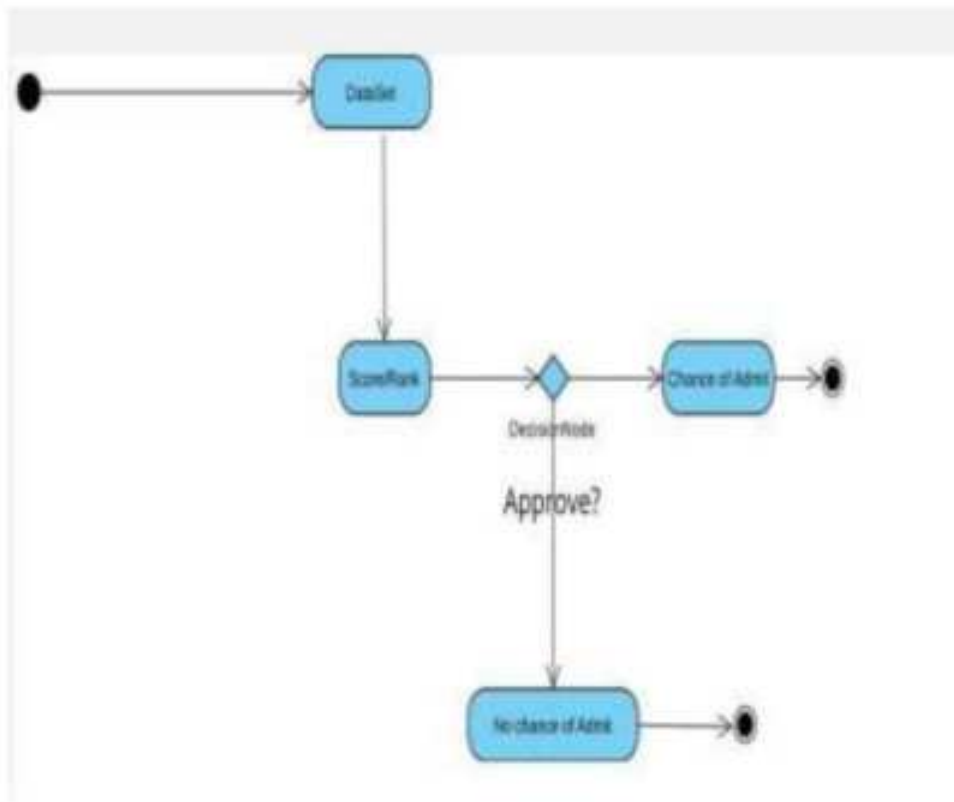 DataSet
Score/Rank
Chance of Admit
DecisionNode
Approve?
No chance of Admit